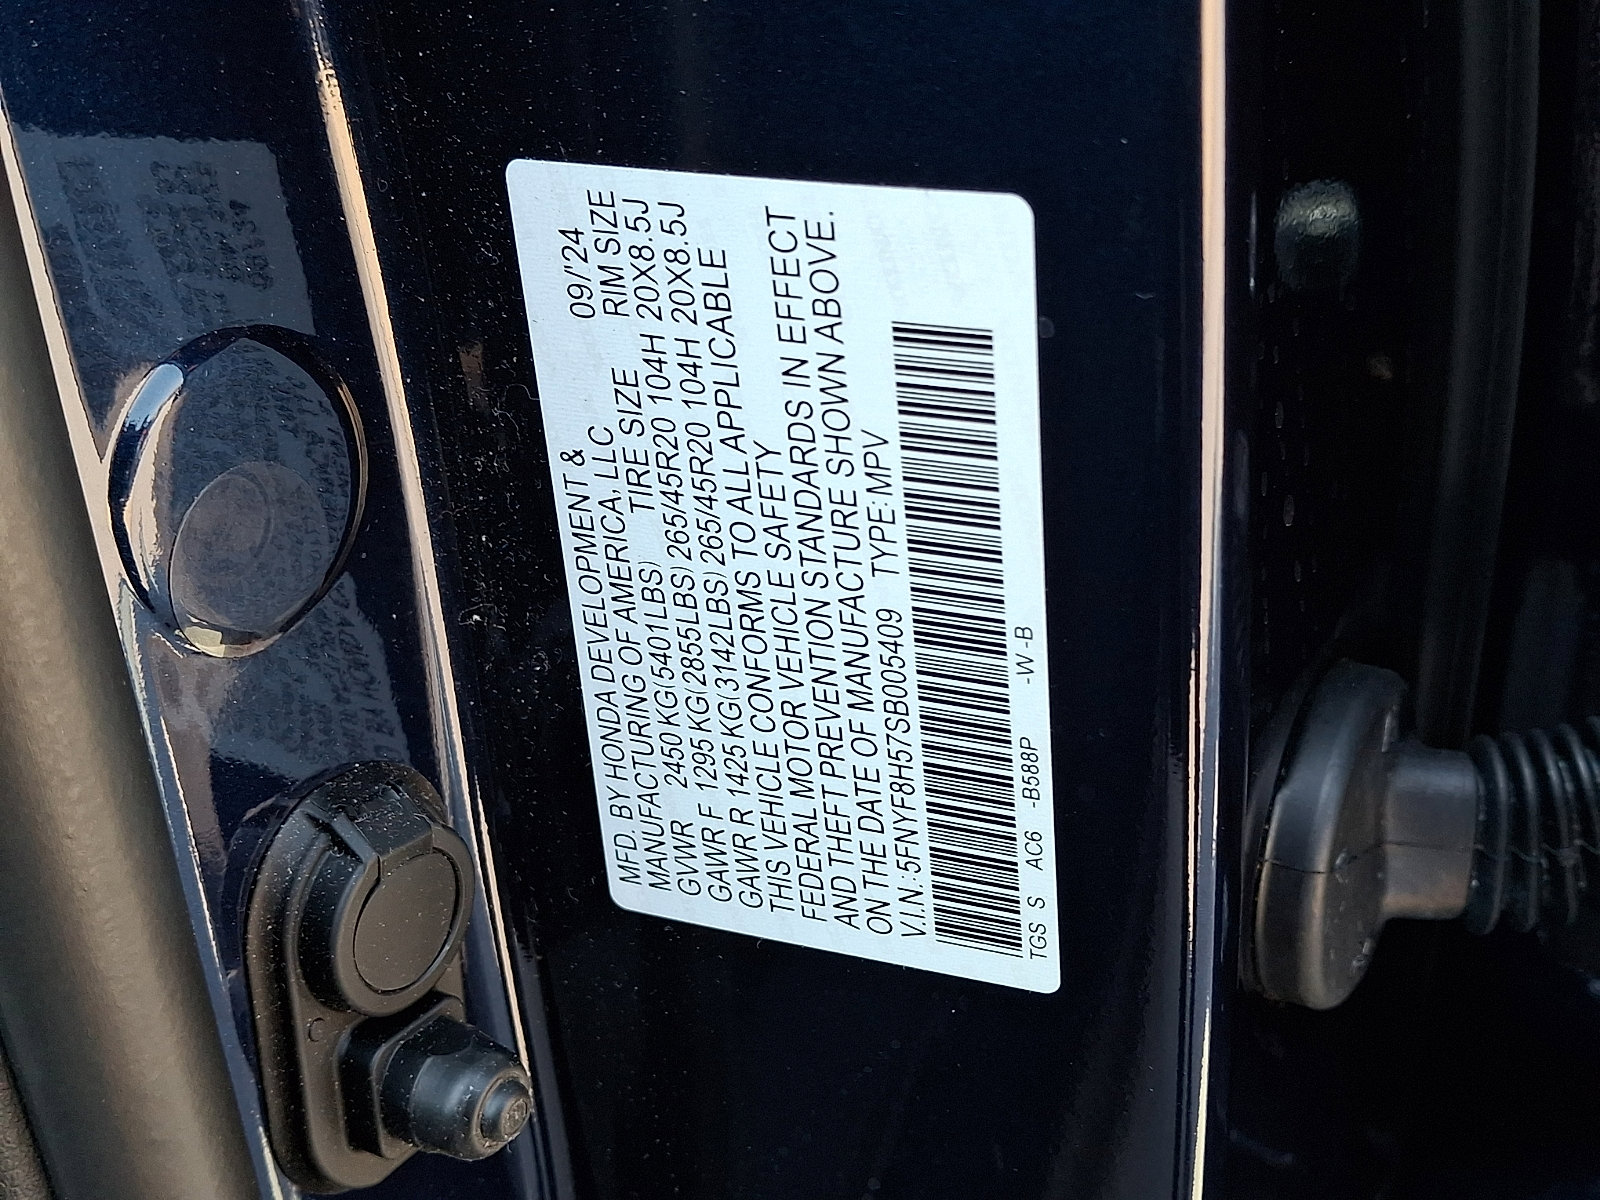 MFD. BY HONDA DEVELOPMENT & 09/'24
MANUFACTURING OF AMERICA, LLC
TIRE SIZE RIM SIZE
GVWR 2450 KG(5401LBS)
GAWR F 1295 KG(2855LBS) 265/45R20 104H 20X8.5J
GAWR R 1425 KG(3142LBS) 265/45R20 104H 20X8.5J
THIS VEHICLE CONFORMS TO ALL APPLICABLE
FEDERAL MOTOR VEHICLE SAFETY
AND THEFT PREVENTION STANDARDS IN EFFECT
ON THE DATE OF MANUFACTURE SHOWN ABOVE.
V.I.N.: 5FNYF8H57SB005409 TYPE: MPV
TGS S AC6 -B588P -W-B
C